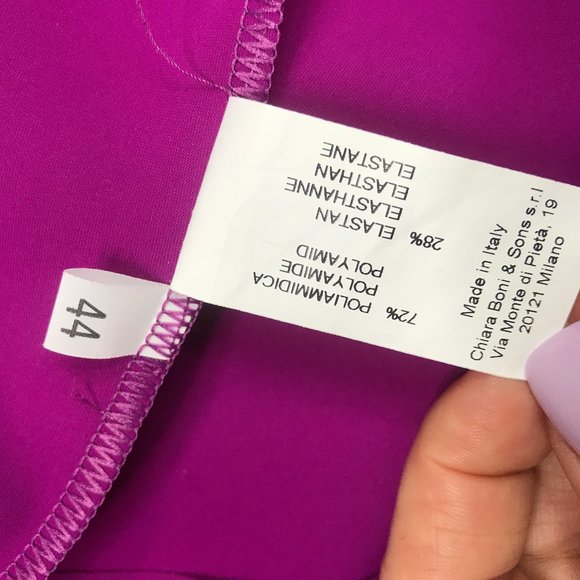 72% POLIAMMIDICA
POLYAMIDE
POLYAMID
28% ELASTAN
ELASTHANNE
ELASTHAN
ELASTANE
Made in Italy
Chiara Boni & Sons s.r.l
Via Monte di Pietà, 19
20121 Milano
44